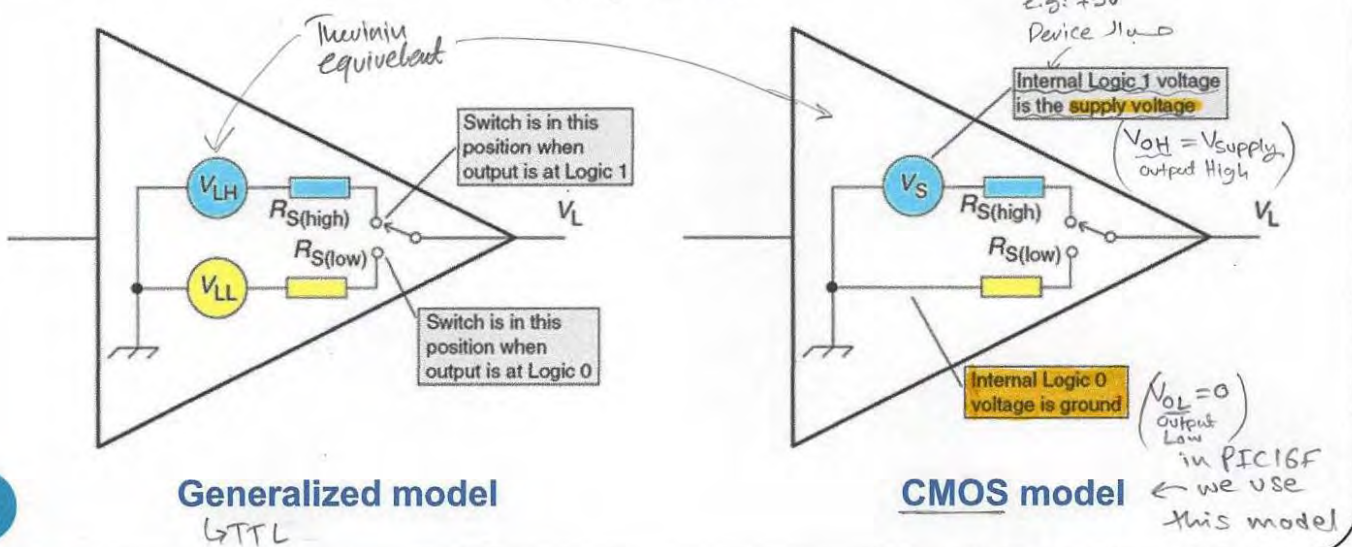 e.g: +5v
Device
Thevinin
equivelent
Internal Logic 1 voltage
is the supply voltage
Switch is in this
position when
output is at Logic 1
(VOH = Vsupply)
output High
VLH
RS(high)
VL
VS
RS(high)
VL
RS(low)
RS(low)
VLL
Switch is in this
position when
output is at Logic 0
Internal Logic 0
voltage is ground
(VOL = 0)
output
Low
in PIC16F
← we use
this model
Generalized model
↳TTL
CMOS model